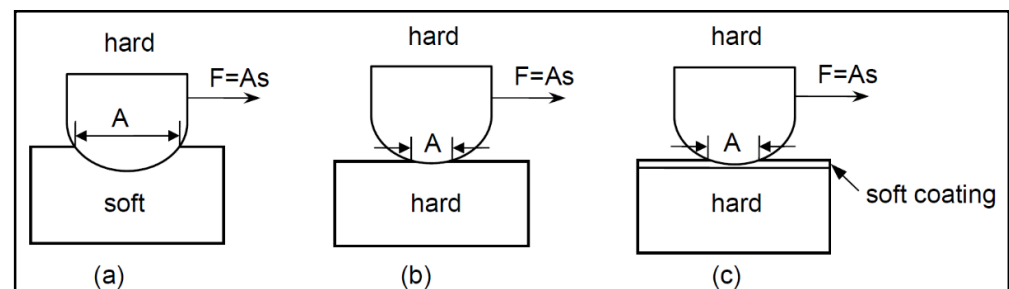 hard
F=As
A
soft
(a)
hard
F=As
A
hard
(b)
hard
F=As
A
hard
soft coating
(c)